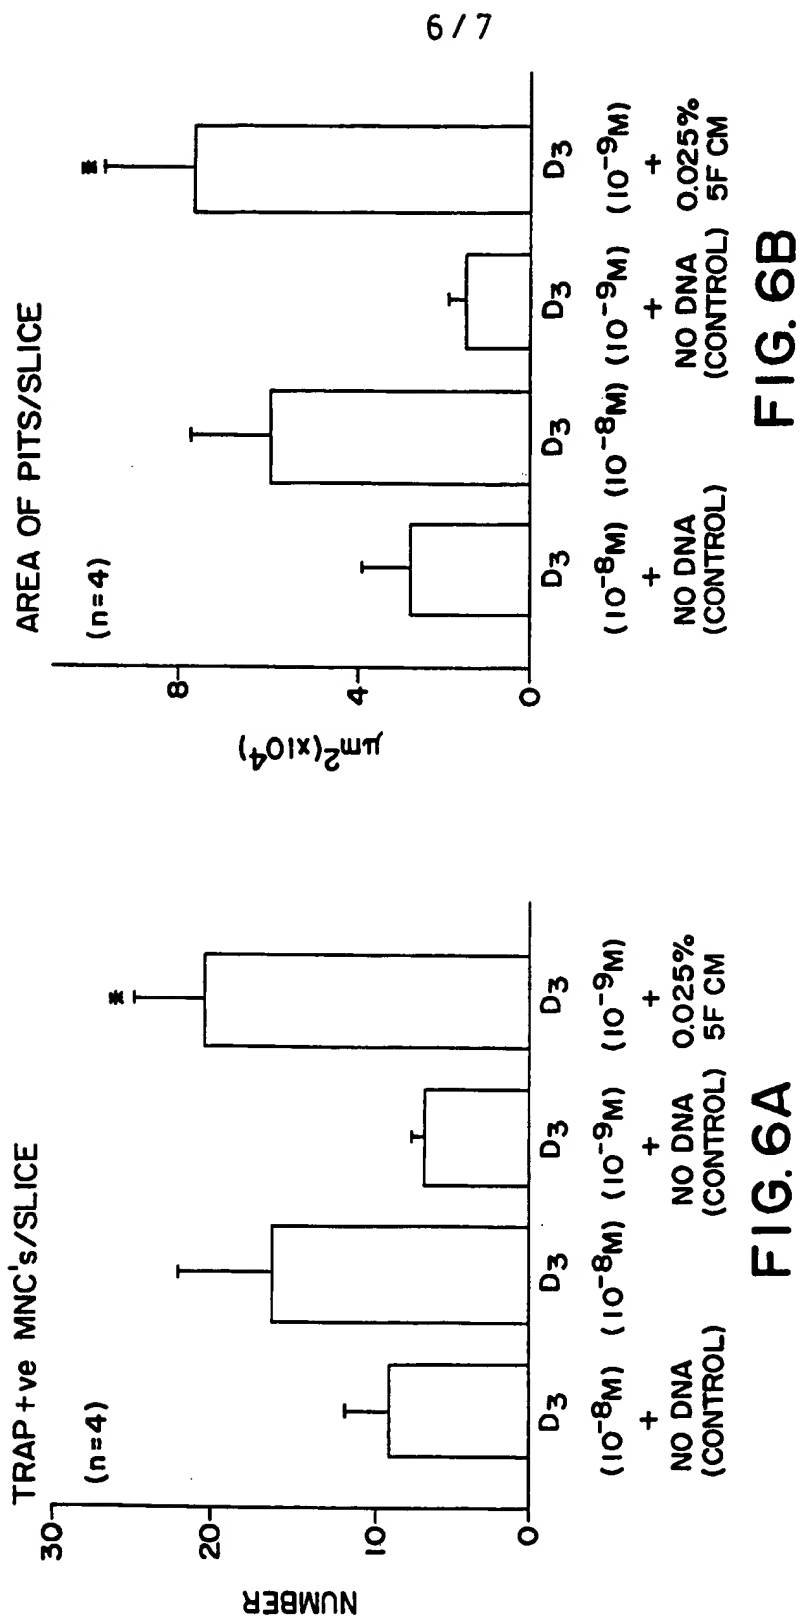 6 / 7
TRAP +ve MNC's/SLICE
(n=4)
NUMBER
30
20
10
0
D3 D3 D3 D3
(10⁻⁸M) (10⁻⁸M) (10⁻⁹M) (10⁻⁹M)
+ + +
NO DNA NO DNA 0.025%
(CONTROL) (CONTROL) 5F CM
*
FIG. 6A
AREA OF PITS/SLICE
(n=4)
μm²(x10⁴)
8
4
0
D3 D3 D3 D3
(10⁻⁸M) (10⁻⁸M) (10⁻⁹M) (10⁻⁹M)
+ + +
NO DNA NO DNA 0.025%
(CONTROL) (CONTROL) 5F CM
FIG. 6B